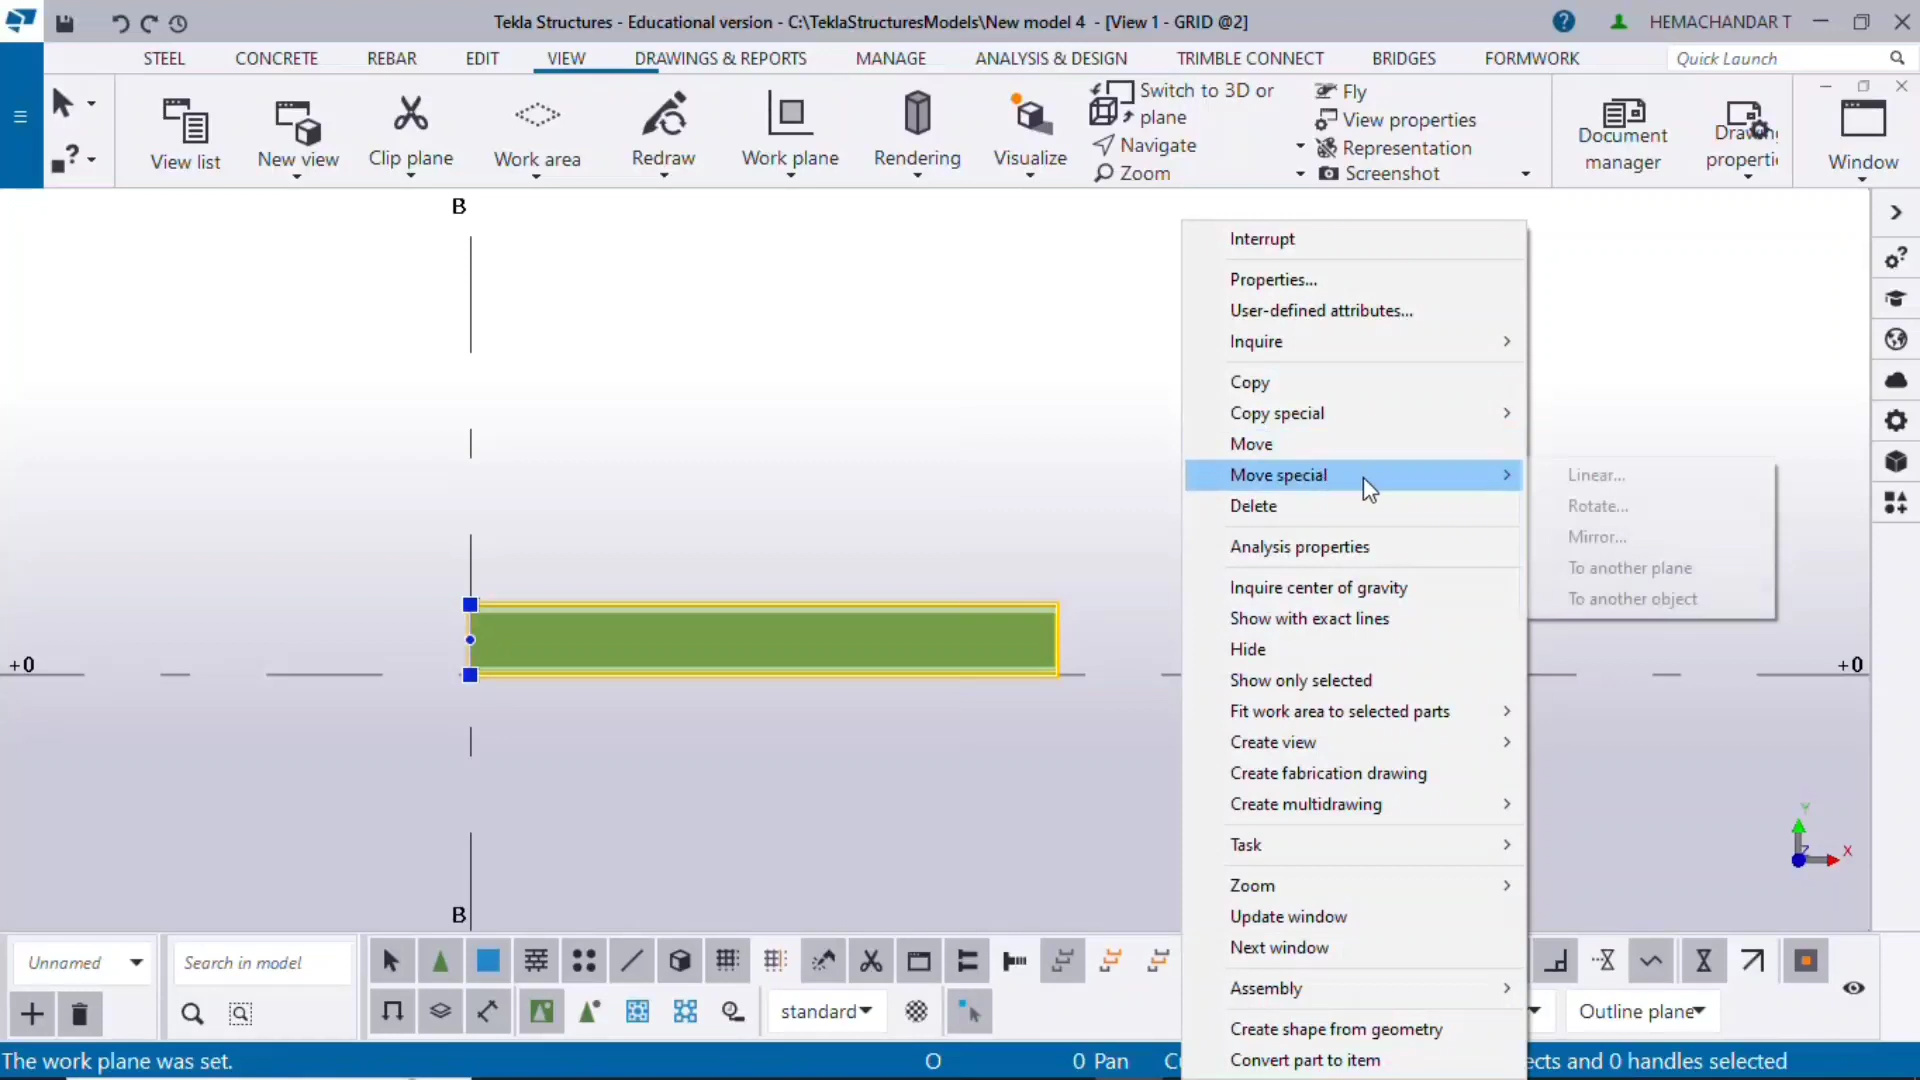 Tekla Structures - Educational version - C:\TeklaStructuresModels\New model 4 - [View 1 - GRID @2]
HEMACHANDAR T
STEEL CONCRETE REBAR EDIT VIEW DRAWINGS & REPORTS MANAGE ANALYSIS & DESIGN TRIMBLE CONNECT BRIDGES FORMWORK Quick Launch
View list
New view
Clip plane
Work area
Redraw
Work plane
Rendering
Visualize
Switch to 3D or
plane
Navigate
Zoom
Fly
View properties
Representation
Screenshot
Document
manager
Window
B
Interrupt
Properties...
User-defined attributes...
Inquire
Copy
Copy special
Move
Move special
Delete
Analysis properties
Inquire center of gravity
Show with exact lines
Hide
Show only selected
Fit work area to selected parts
Create view
Create fabrication drawing
Create multidrawing
Task
Zoom
Update window
Next window
Assembly
Create shape from geometry
Convert part to item
Linear...
Rotate...
Mirror...
To another plane
To another object
+0
+0
Y
Z
X
B
Unnamed
Search in model
standard
Outline plane
The work plane was set.
O
0 Pan
and 0 handles selected